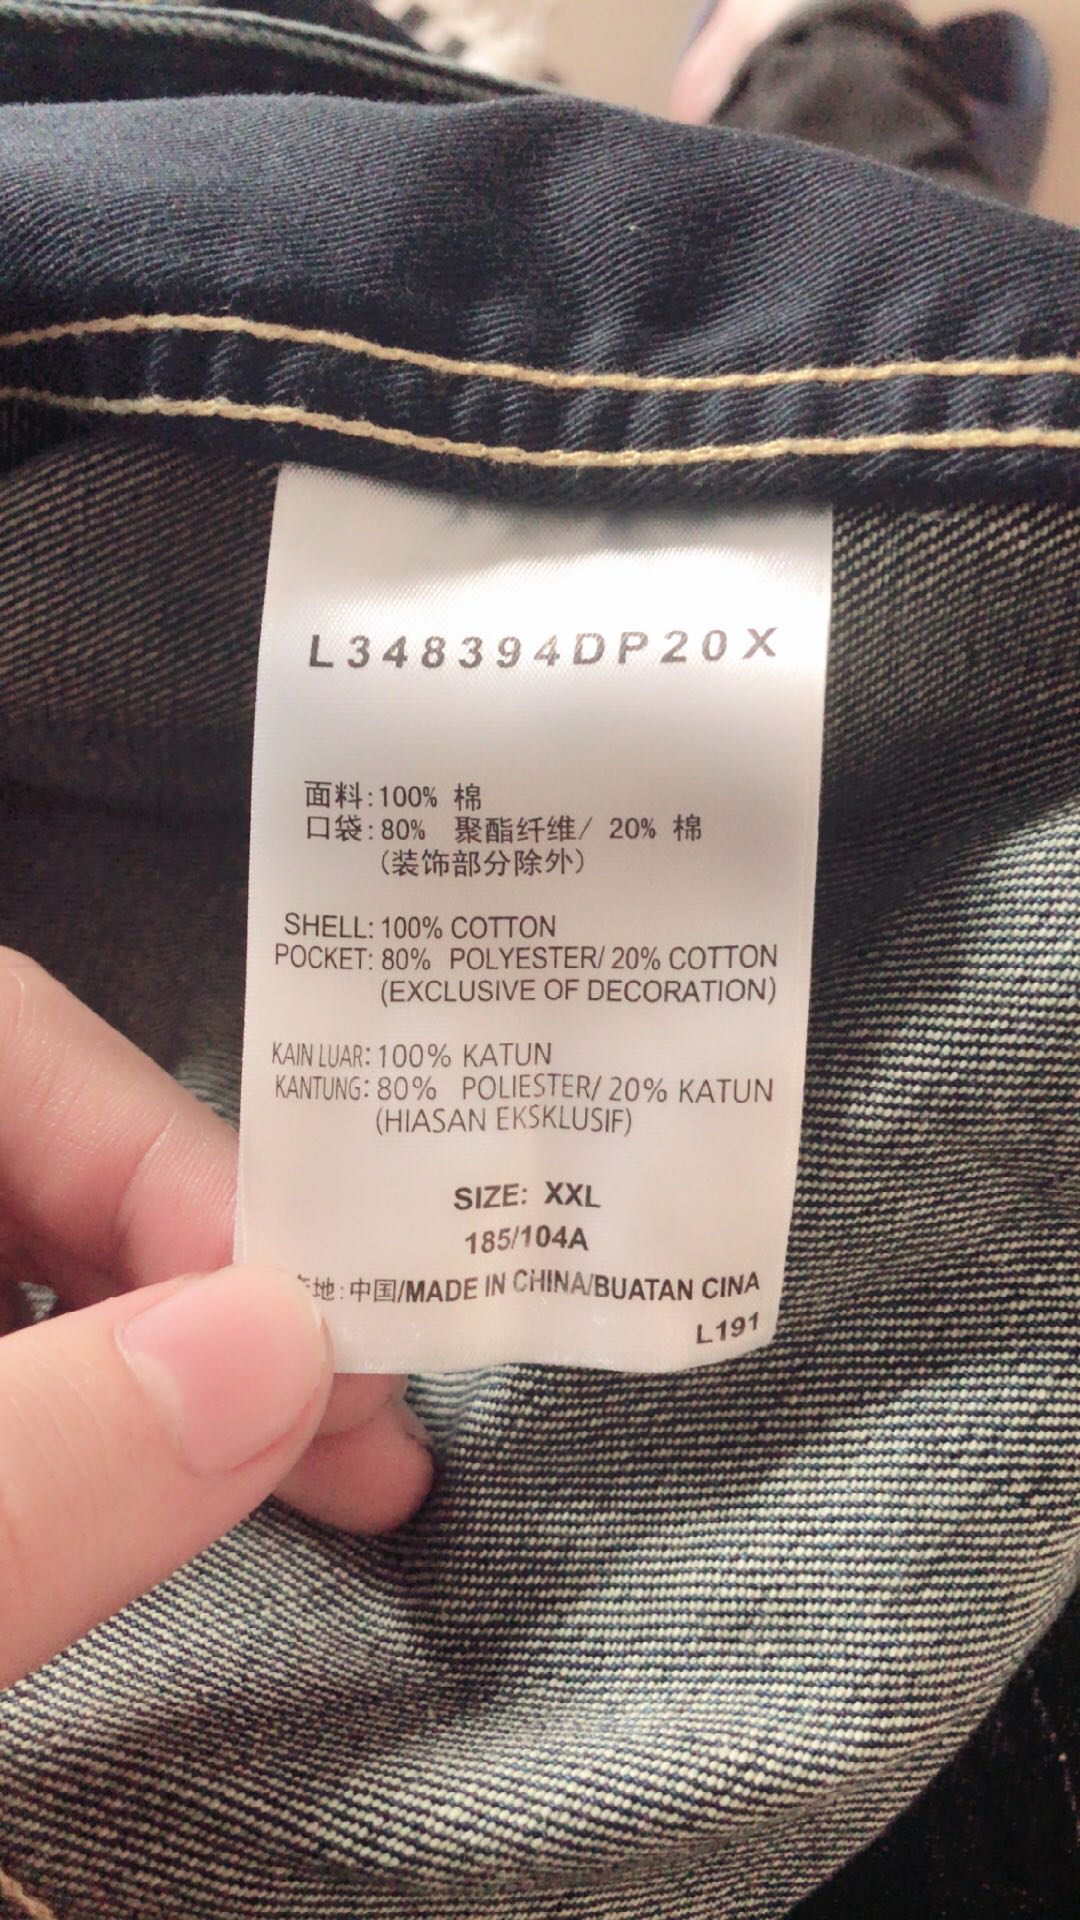 L348394DP20X
面料:100% 棉
口袋:80% 聚酯纤维/ 20% 棉
(装饰部分除外)
SHELL: 100% COTTON
POCKET: 80% POLYESTER/ 20% COTTON
(EXCLUSIVE OF DECORATION)
KAIN LUAR: 100% KATUN
KANTUNG: 80% POLIESTER/ 20% KATUN
(HIASAN EKSKLUSIF)
SIZE: XXL
185/104A
地:中国/MADE IN CHINA/BUATAN CINA
L191